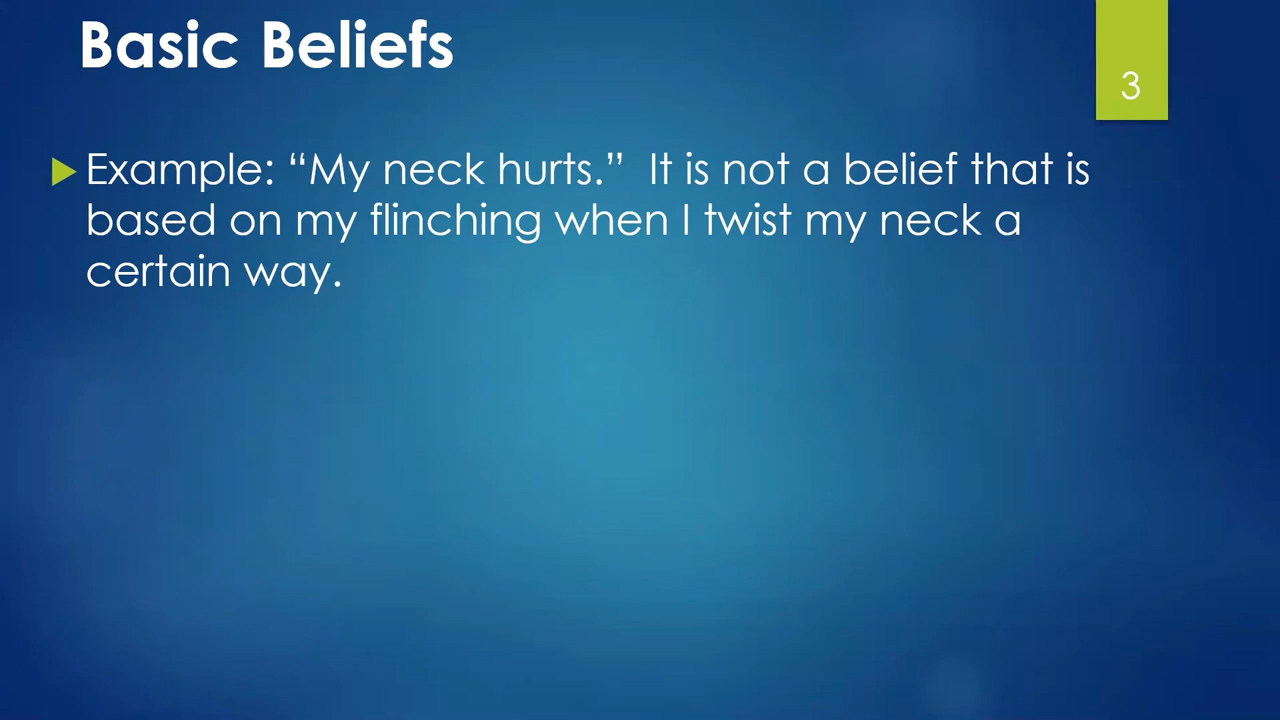 Basic Beliefs
3
Example: “My neck hurts.”  It is not a belief that is
based on my flinching when I twist my neck a
certain way.